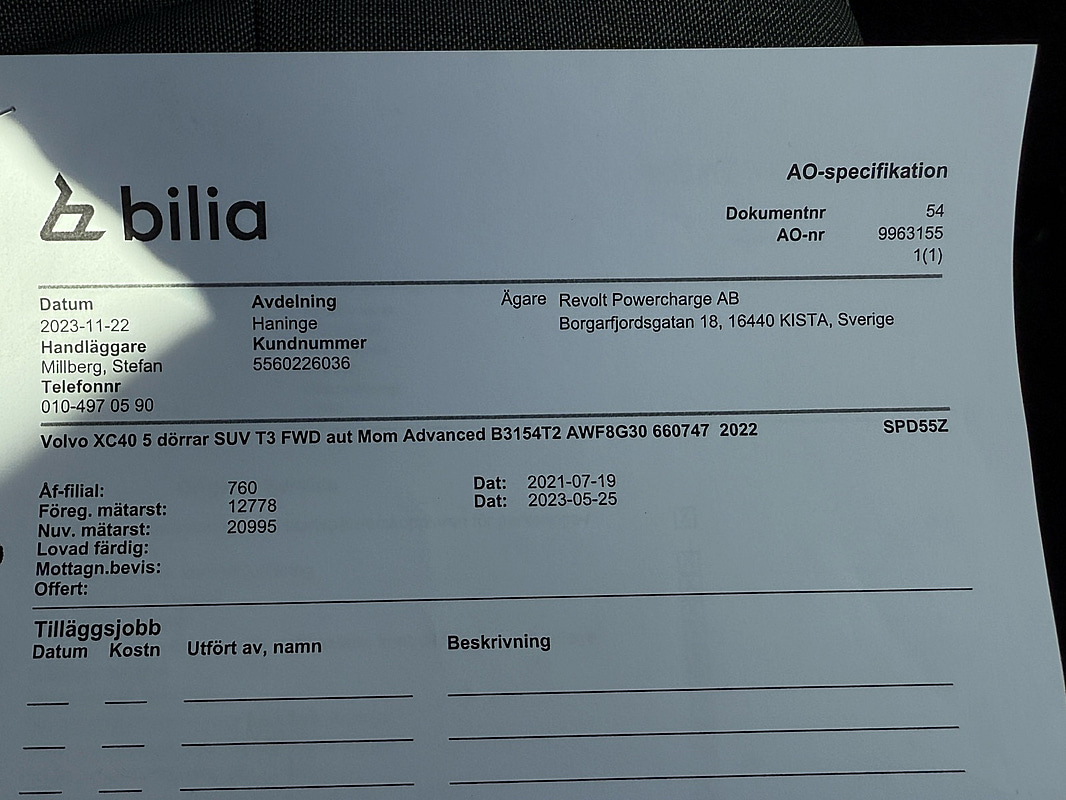 bilia
AO-specifikation
Dokumentnr 54
AO-nr 9963155
1(1)
Datum
2023-11-22
Handläggare
Millberg, Stefan
Telefonnr
010-497 05 90
Avdelning
Haninge
Kundnummer
5560226036
Ägare Revolt Powercharge AB
Borgarfjordsgatan 18, 16440 KISTA, Sverige
Volvo XC40 5 dörrar SUV T3 FWD aut Mom Advanced B3154T2 AWF8G30 660747 2022 SPD55Z
Åf-filial: 760 Dat: 2021-07-19
Föreg. mätarst: 12778 Dat: 2023-05-25
Nuv. mätarst: 20995
Lovad färdig:
Mottagn.bevis:
Offert:
Tilläggsjobb
Datum Kostn Utfört av, namn Beskrivning